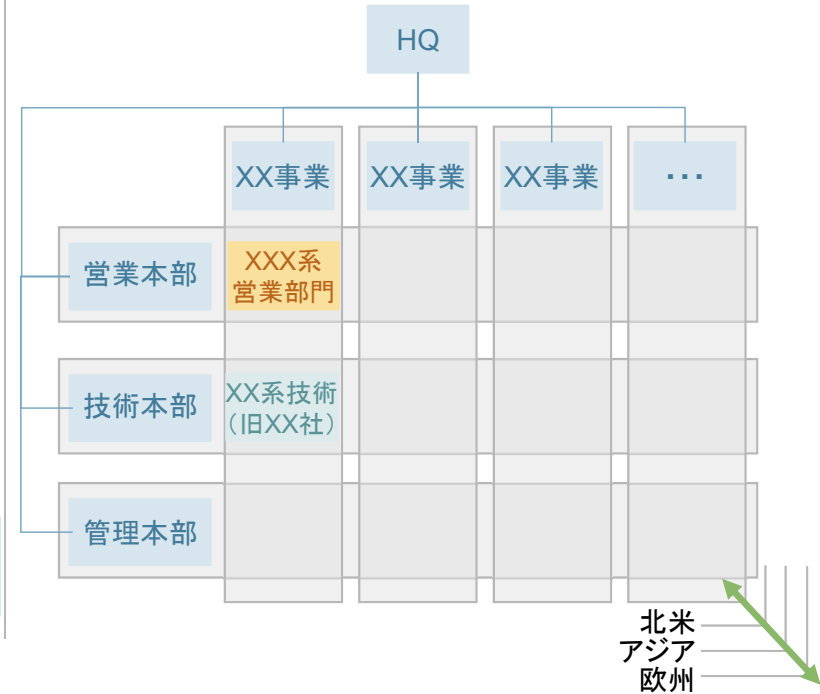 HQ
XX事業
XX事業
XX事業
･･･
営業本部
XXX系
営業部門
技術本部
XX系技術
（旧XX社）
管理本部
北米
アジア
欧州